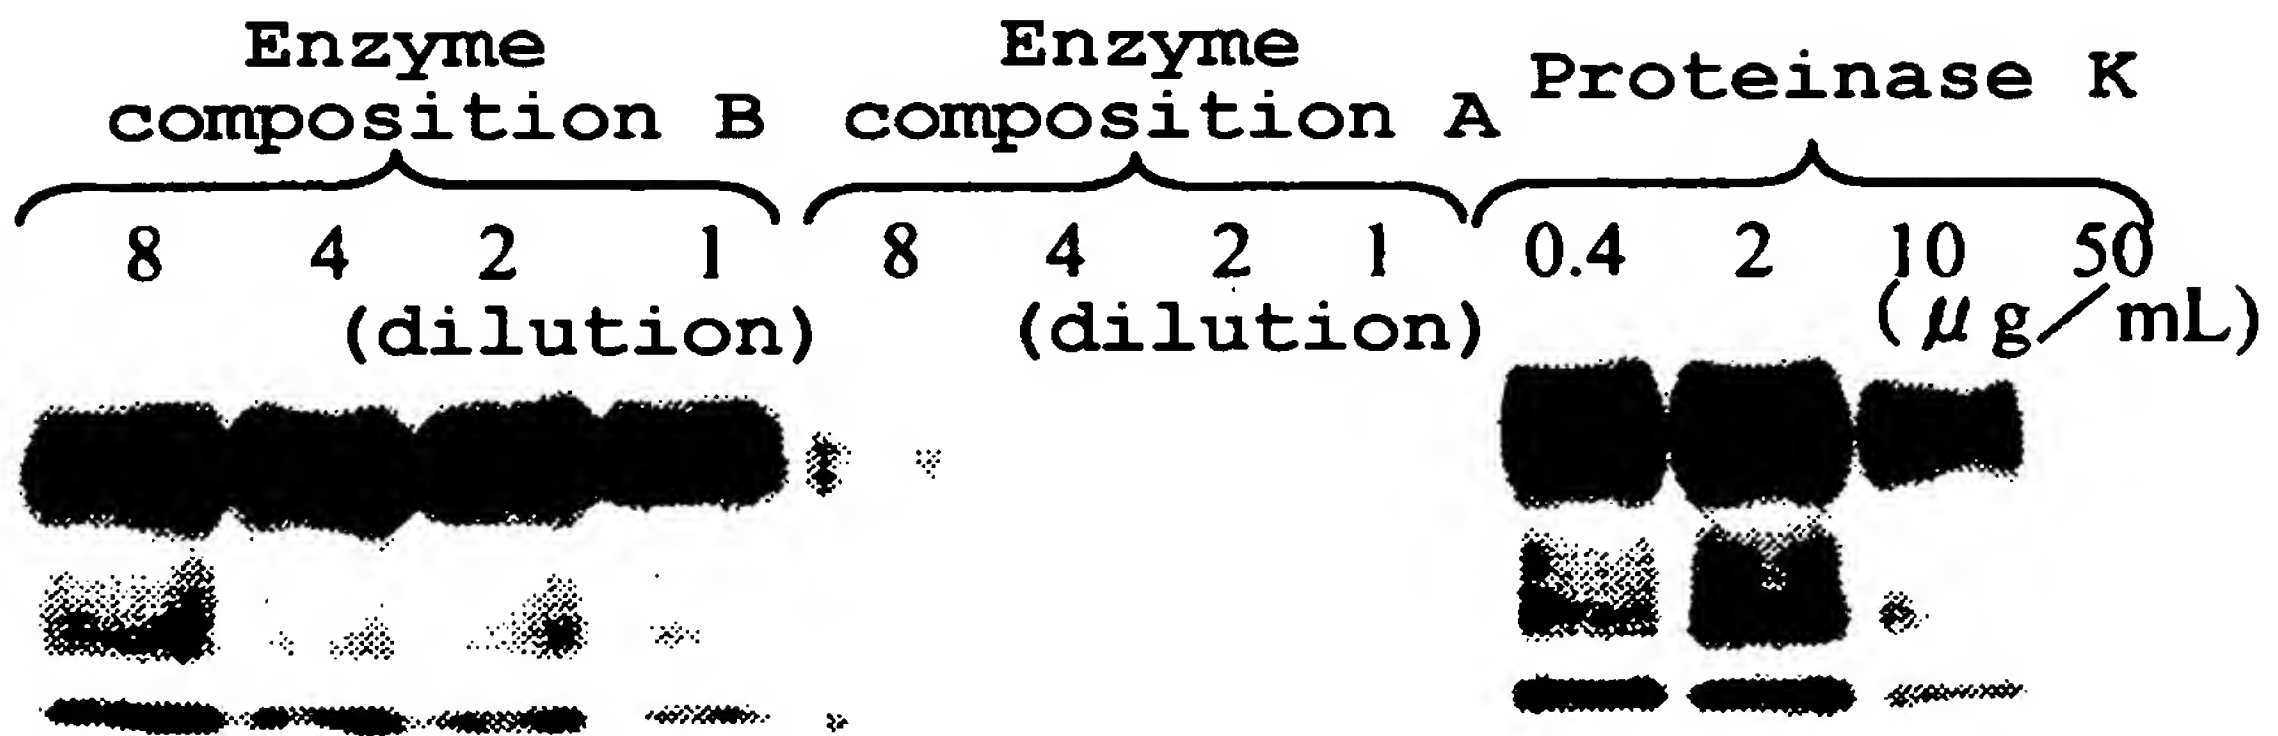 Enzyme
composition B
Enzyme
composition A
Proteinase K
8 4 2 1
(dilution)
8 4 2 1
(dilution)
0.4 2 10 50
(μg/mL)